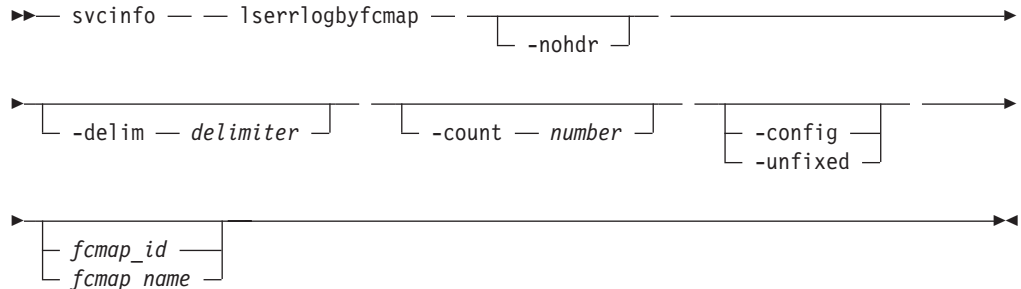 svcinfo lserrlogbyfcmap
-nohdr
-delim delimiter -count number -config
-unfixed
fcmap_id
fcmap_name